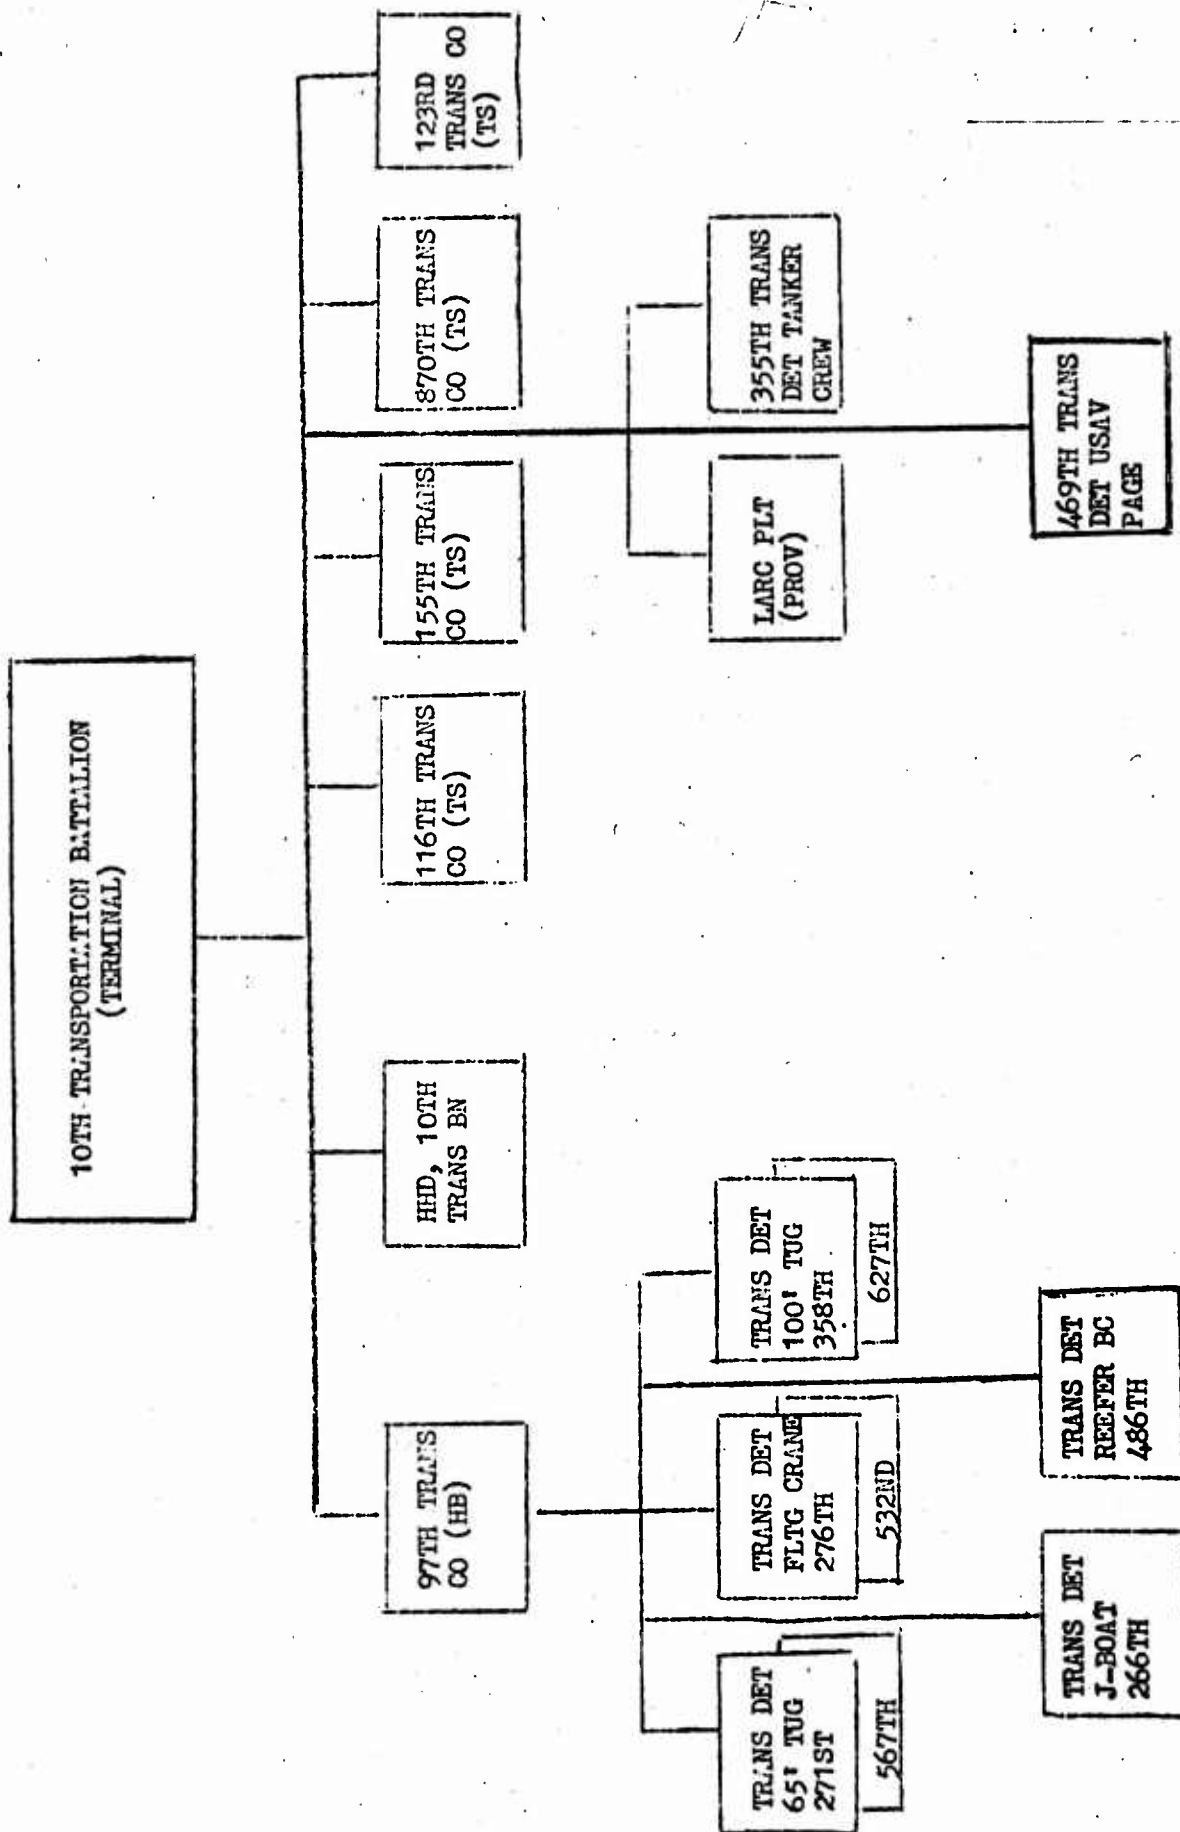 10TH TRANSPORTATION BATTALION
(TERMINAL)
97TH TRANS
CO (HB)
HHD, 10TH
TRANS BN
116TH TRANS
CO (TS)
155TH TRANS
CO (TS)
870TH TRANS
CO (TS)
123RD
TRANS CO
(TS)
TRANS DET
65' TUG
271ST
567TH
TRANS DET
FLTG CRANE
276TH
532ND
TRANS DET
100' TUG
358TH
627TH
LARC PLT
(PROV)
355TH TRANS
DET TANKER
CREW
TRANS DET
J-BOAT
266TH
TRANS DET
REEFER BC
486TH
469TH TRANS
DET USAV
PAGE